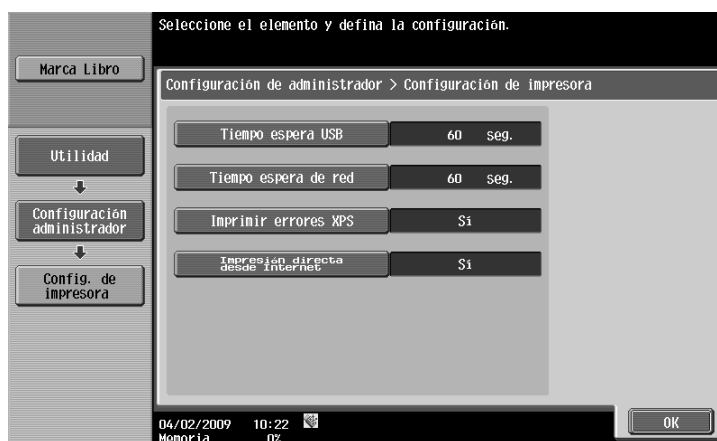 Seleccione el elemento y defina la configuración.
Marca Libro
Configuración de administrador > Configuración de impresora
Utilidad
Configuración
administrador
Config. de
impresora
Tiempo espera USB 60 seg.
Tiempo espera de red 60 seg.
Imprimir errores XPS Sí
Impresión directa
desde Internet Sí
04/02/2009 10:22
Memoria 0%
OK